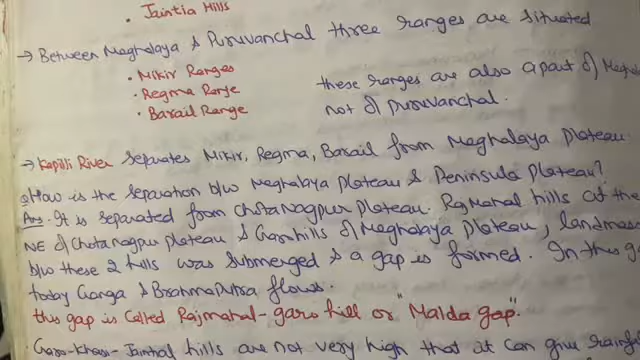 • Jaintia Hills
→ Between Meghalaya & Puruvanchal three ranges are situated
• Mikir Ranges
• Regma Range
• Barail Range
these ranges are also a part of Megha
not of puruvanchal.
→ Kapili River separates Mikir, Regma, Barail from Meghalaya Plateau.
Q How is the separation b/w Meghalaya plateau & Peninsula plateau?
Ans: It is separated from chotanagpur plateau. Rajmahal hills at the
NE of chotanagpur plateau & Garo hills of Meghalaya plateau, landmass
b/w these 2 hills was submerged & a gap is formed. In this g
today Ganga & Brahmaputra flows.
this gap is called Rajmahal-garo hill or "Malda gap".
Garo-khasi-Jaintia hills are not very high that it can give rainf